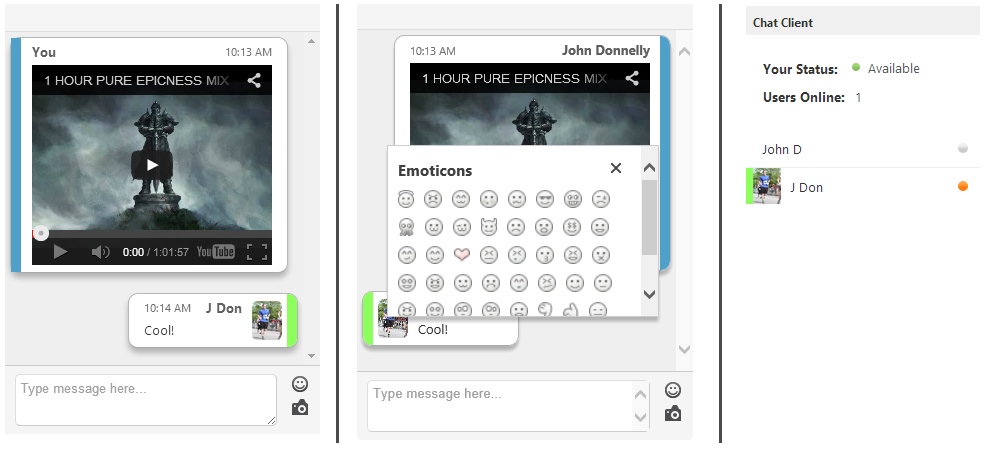 You 10:13 AM
1 HOUR PURE EPICNESS MIX
0:00 / 1:01:57 YouTube
10:14 AM J Don
Cool!
Type message here...
10:13 AM John Donnelly
1 HOUR PURE EPICNESS MIX
Emoticons
Cool!
Type message here...
Chat Client
Your Status: Available
Users Online: 1
John D
J Don